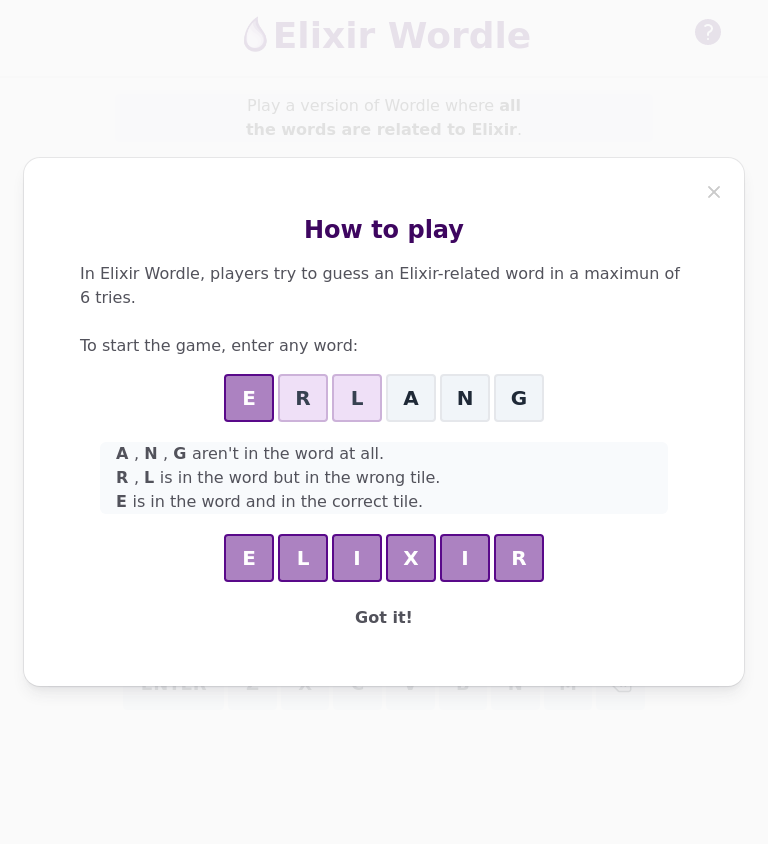 Elixir Wordle
?
Play a version of Wordle where all
the words are related to Elixir.
How to play
In Elixir Wordle, players try to guess an Elixir-related word in a maximun of
6 tries.
To start the game, enter any word:
E R L A N G
A , N , G aren't in the word at all.
R , L is in the word but in the wrong tile.
E is in the word and in the correct tile.
E L I X I R
Got it!
ENTER Z X C V B N M